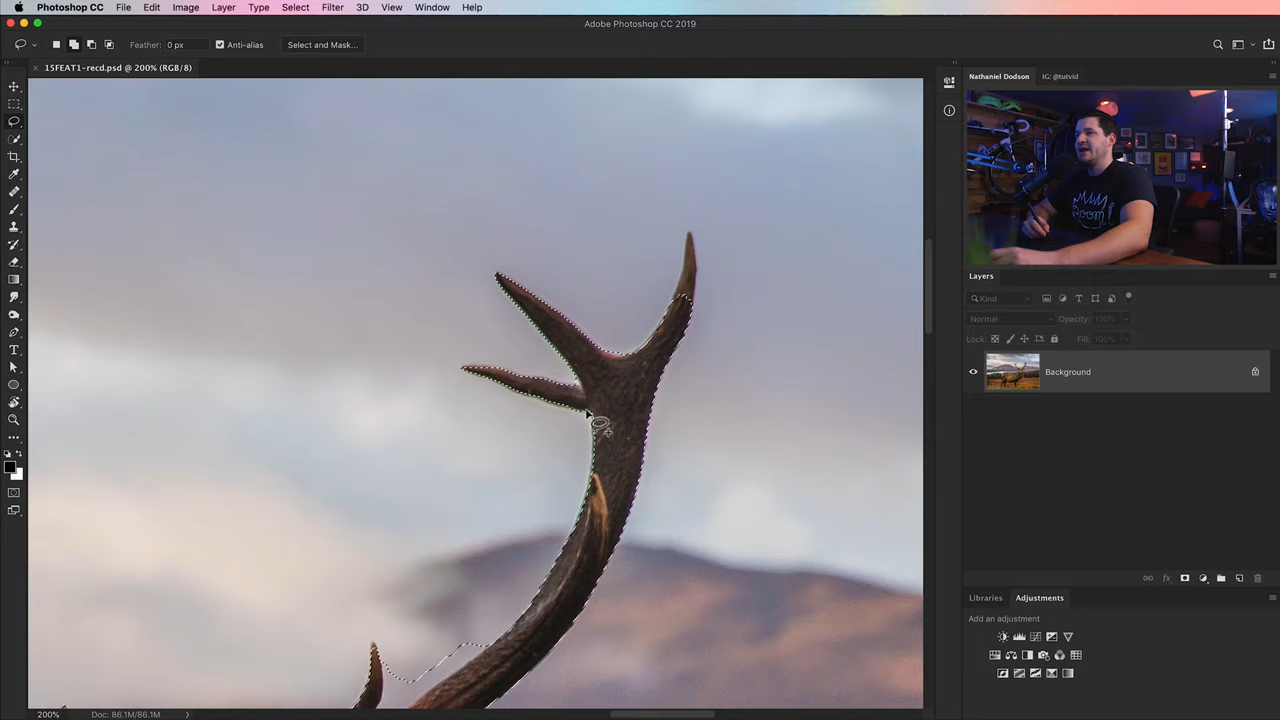 Photoshop CC File Edit Image Layer Type Select Filter 3D View Window Help
Adobe Photoshop CC 2019
Feather: 0 px Anti-alias Select and Mask...
× 15FEAT1-recd.psd @ 200% (RGB/8)
Nathaniel Dodson IG: @tutvid
Room!
Layers
Kind
Normal Opacity: 100%
Lock: Fill: 100%
Background
Libraries Adjustments
Add an adjustment
200% Doc: 86.1M/86.1M